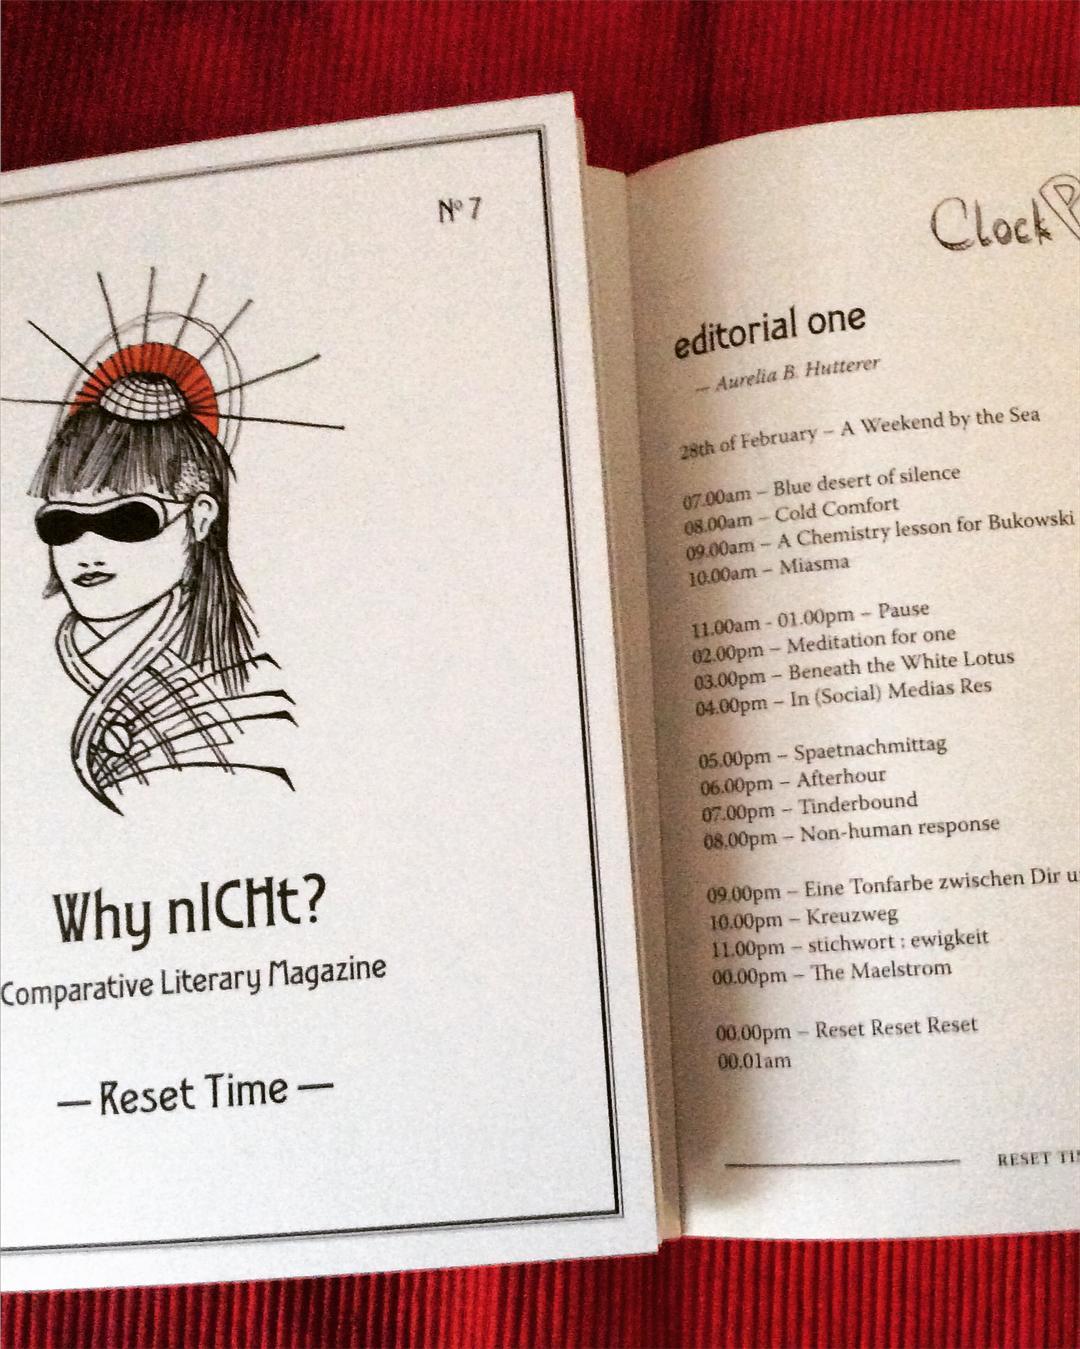 Nº 7
Why nICHt?
Comparative Literary Magazine
— Reset Time —
Clock
editorial one
— Aurelia B. Hutterer
28th of February – A Weekend by the Sea
07.00am – Blue desert of silence
08.00am – Cold Comfort
09.00am – A Chemistry lesson for Bukowski
10.00am – Miasma
11.00am - 01.00pm – Pause
02.00pm – Meditation for one
03.00pm – Beneath the White Lotus
04.00pm – In (Social) Medias Res
05.00pm – Spaetnachmittag
06.00pm – Afterhour
07.00pm – Tinderbound
08.00pm – Non-human response
09.00pm – Eine Tonfarbe zwischen Dir
10.00pm – Kreuzweg
11.00pm – stichwort : ewigkeit
00.00pm – The Maelstrom
00.00pm – Reset Reset Reset
00.01am
RESET